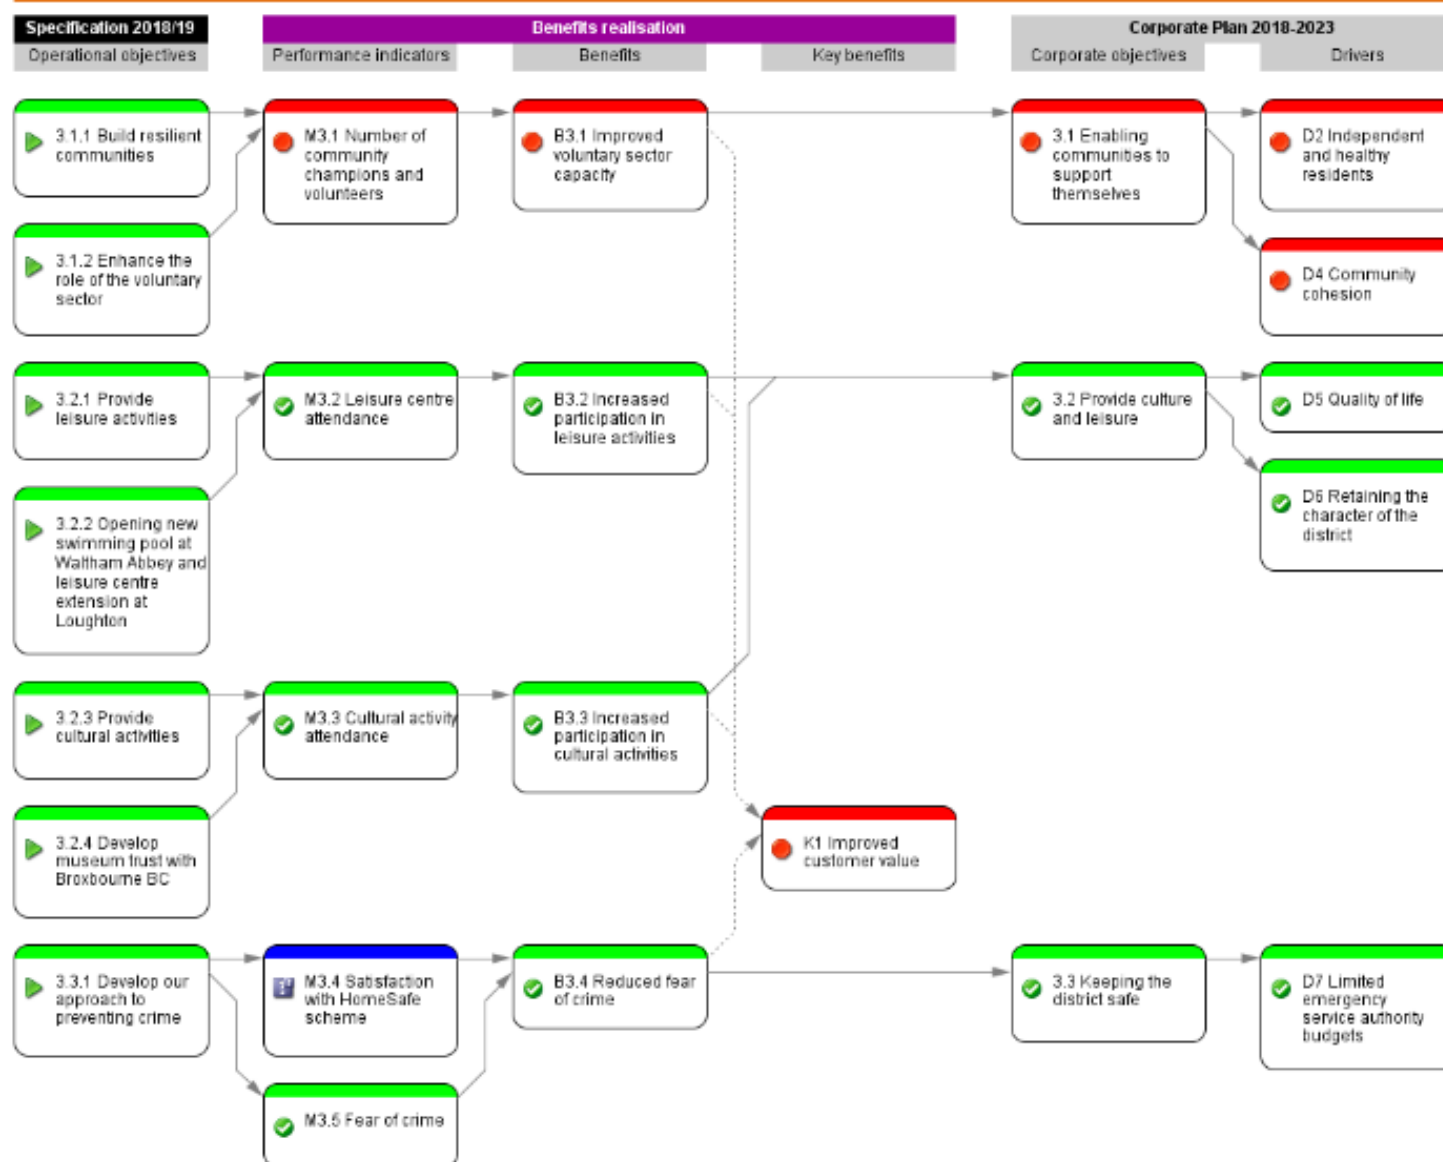 Specification 2018/19
Benefits realisation
Corporate Plan 2018-2023
Operational objectives
Performance indicators
Benefits
Key benefits
Corporate objectives
Drivers
3.1.1 Build resilient
communities
M3.1 Number of
community
champions and
volunteers
B3.1 Improved
voluntary sector
capacity
3.1 Enabling
communities to
support
themselves
D2 Independent
and healthy
residents
3.1.2 Enhance the
role of the voluntary
sector
D4 Community
cohesion
3.2.1 Provide
leisure activities
M3.2 Leisure centre
attendance
B3.2 Increased
participation in
leisure activities
3.2 Provide culture
and leisure
D5 Quality of life
3.2.2 Opening new
swimming pool at
Waltham Abbey and
leisure centre
extension at
Loughton
D6 Retaining the
character of the
district
3.2.3 Provide
cultural activities
M3.3 Cultural activity
attendance
B3.3 Increased
participation in
cultural activities
3.2.4 Develop
museum trust with
Broxbourne BC
K1 Improved
customer value
3.3.1 Develop our
approach to
preventing crime
M3.4 Satisfaction
with HomeSafe
scheme
B3.4 Reduced fear
of crime
3.3 Keeping the
district safe
D7 Limited
emergency
service authority
budgets
M3.5 Fear of crime